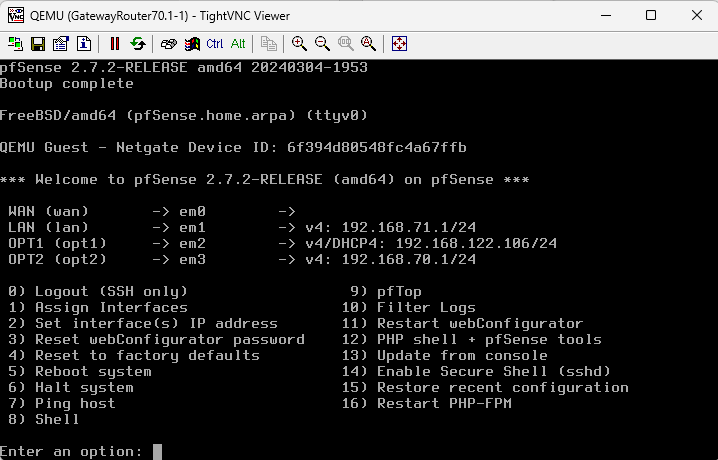 QEMU (GatewayRouter70.1-1) - TightVNC Viewer
Ctrl Alt
pfSense 2.7.2-RELEASE amd64 20240304-1953
Bootup complete
FreeBSD/amd64 (pfSense.home.arpa) (ttyv0)
QEMU Guest - Netgate Device ID: 6f394d80548fc4a67ffb
*** Welcome to pfSense 2.7.2-RELEASE (amd64) on pfSense ***
WAN (wan) -> em0 ->
LAN (lan) -> em1 -> v4: 192.168.71.1/24
OPT1 (opt1) -> em2 -> v4/DHCP4: 192.168.122.106/24
OPT2 (opt2) -> em3 -> v4: 192.168.70.1/24
0) Logout (SSH only) 9) pfTop
1) Assign Interfaces 10) Filter Logs
2) Set interface(s) IP address 11) Restart webConfigurator
3) Reset webConfigurator password 12) PHP shell + pfSense tools
4) Reset to factory defaults 13) Update from console
5) Reboot system 14) Enable Secure Shell (sshd)
6) Halt system 15) Restore recent configuration
7) Ping host 16) Restart PHP-FPM
8) Shell
Enter an option: